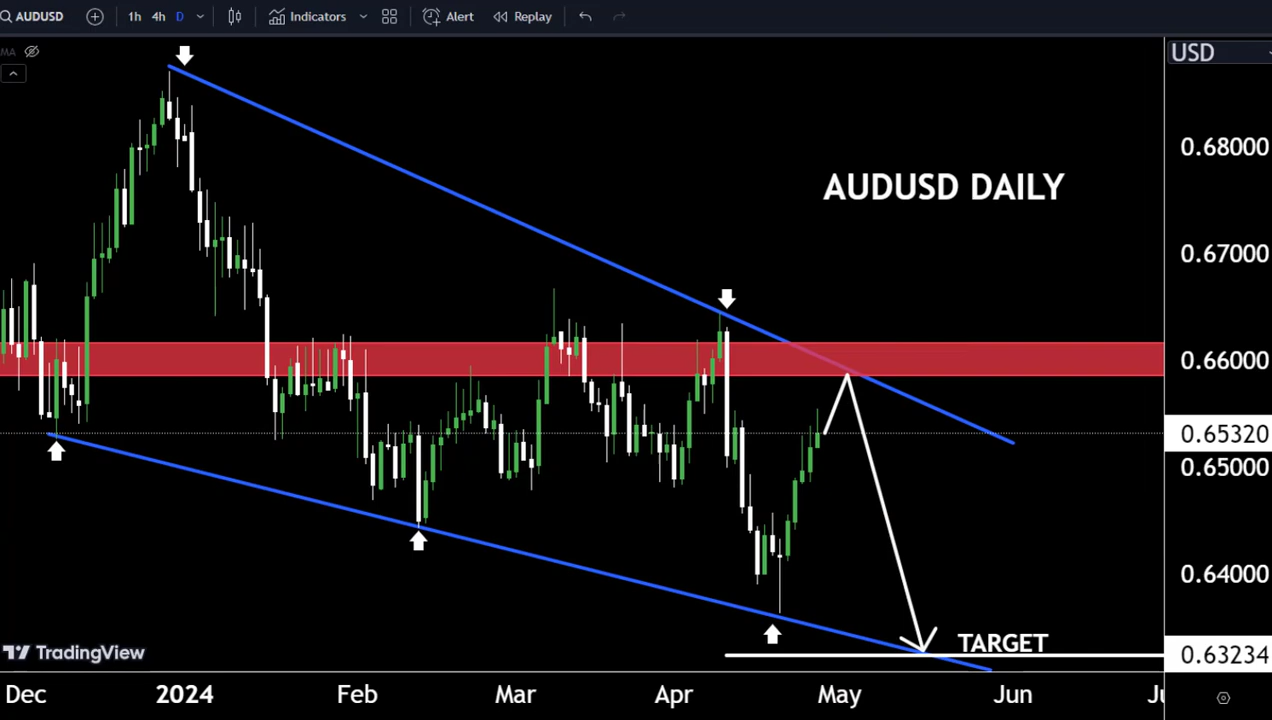 AUDUSD 1h 4h D Indicators Alert Replay
MA
USD
0.68000
AUDUSD DAILY
0.67000
0.66000
0.65320
0.65000
0.64000
TARGET
0.63234
TradingView
Dec 2024 Feb Mar Apr May Jun